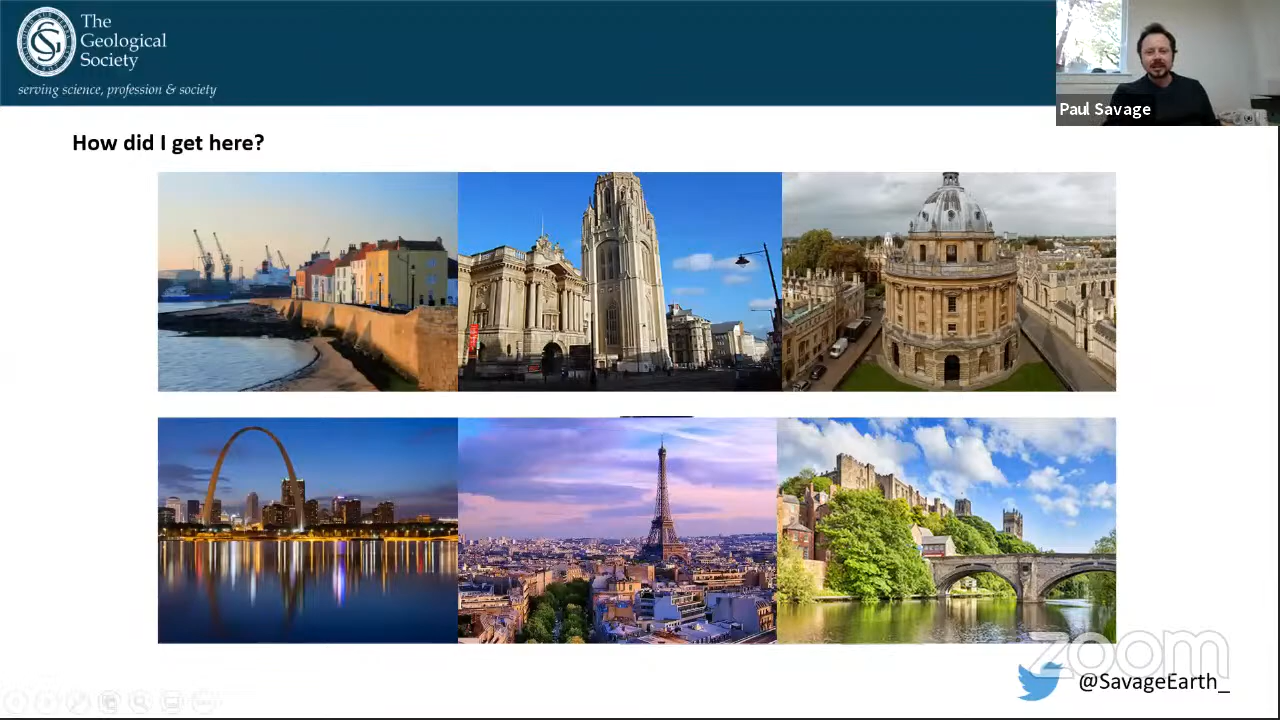 The
Geological
Society
serving science, profession & society
Paul Savage
How did I get here?
zoom
@SavageEarth_